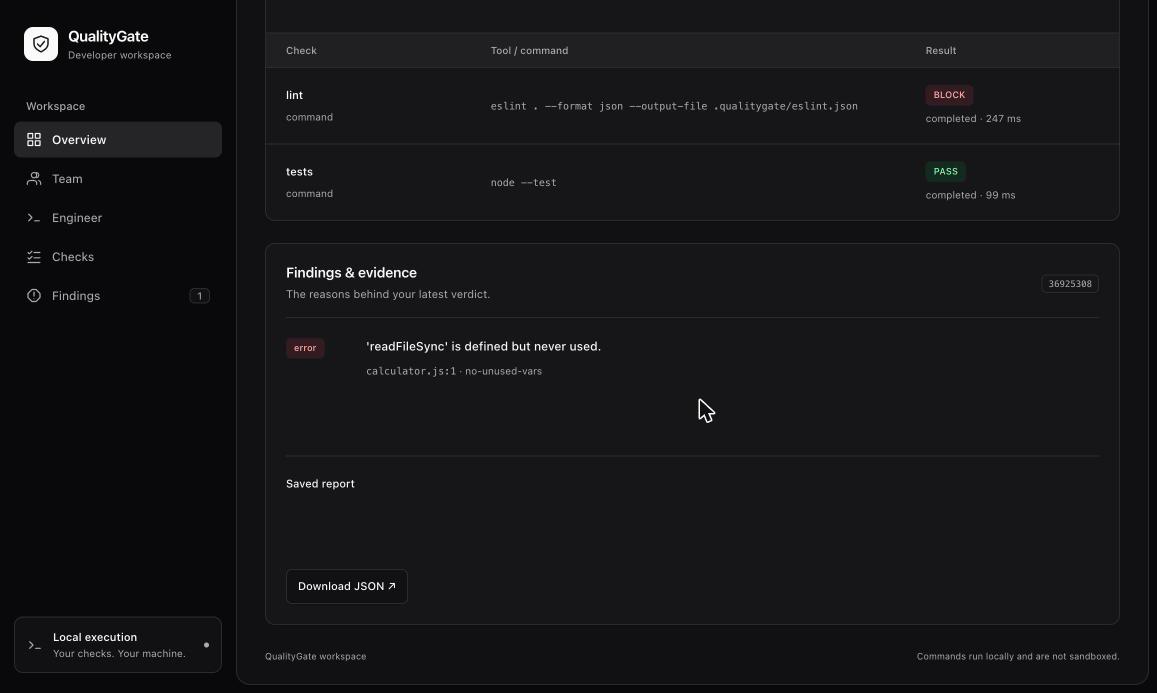 QualityGate
Developer workspace
Workspace
Overview
Team
Engineer
Checks
Findings 1
Local execution
Your checks. Your machine.
Check Tool / command Result
lint
command
eslint . --format json --output-file .qualitygate/eslint.json
BLOCK
completed · 247 ms
tests
command
node --test
PASS
completed · 99 ms
Findings & evidence
The reasons behind your latest verdict.
36925308
error
'readFileSync' is defined but never used.
calculator.js:1 · no-unused-vars
Saved report
Download JSON ↗
QualityGate workspace
Commands run locally and are not sandboxed.